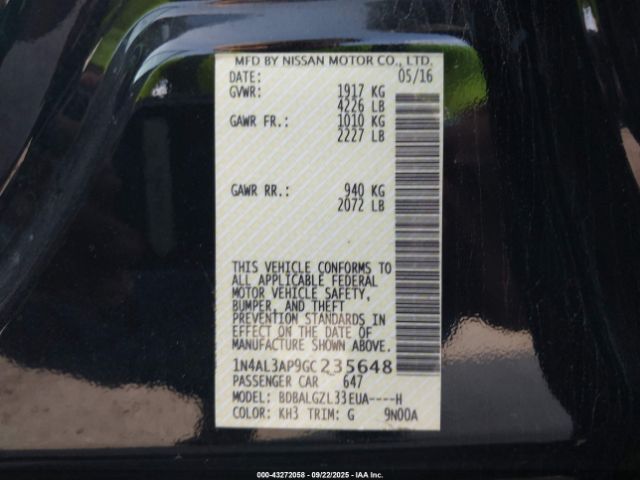 MFD BY NISSAN MOTOR CO., LTD.
DATE: 05/16
GVWR: 1917 KG
4226 LB
GAWR FR.: 1010 KG
2227 LB
GAWR RR.: 940 KG
2072 LB
THIS VEHICLE CONFORMS TO
ALL APPLICABLE FEDERAL
MOTOR VEHICLE SAFETY,
BUMPER, AND THEFT
PREVENTION STANDARDS IN
EFFECT ON THE DATE OF
MANUFACTURE SHOWN ABOVE.
1N4AL3AP9GC235648
PASSENGER CAR 647
MODEL: BDBALGZL33EUA----H
COLOR: KH3 TRIM: G 9N00A
000-43272058 - 09/22/2025 - IAA Inc.